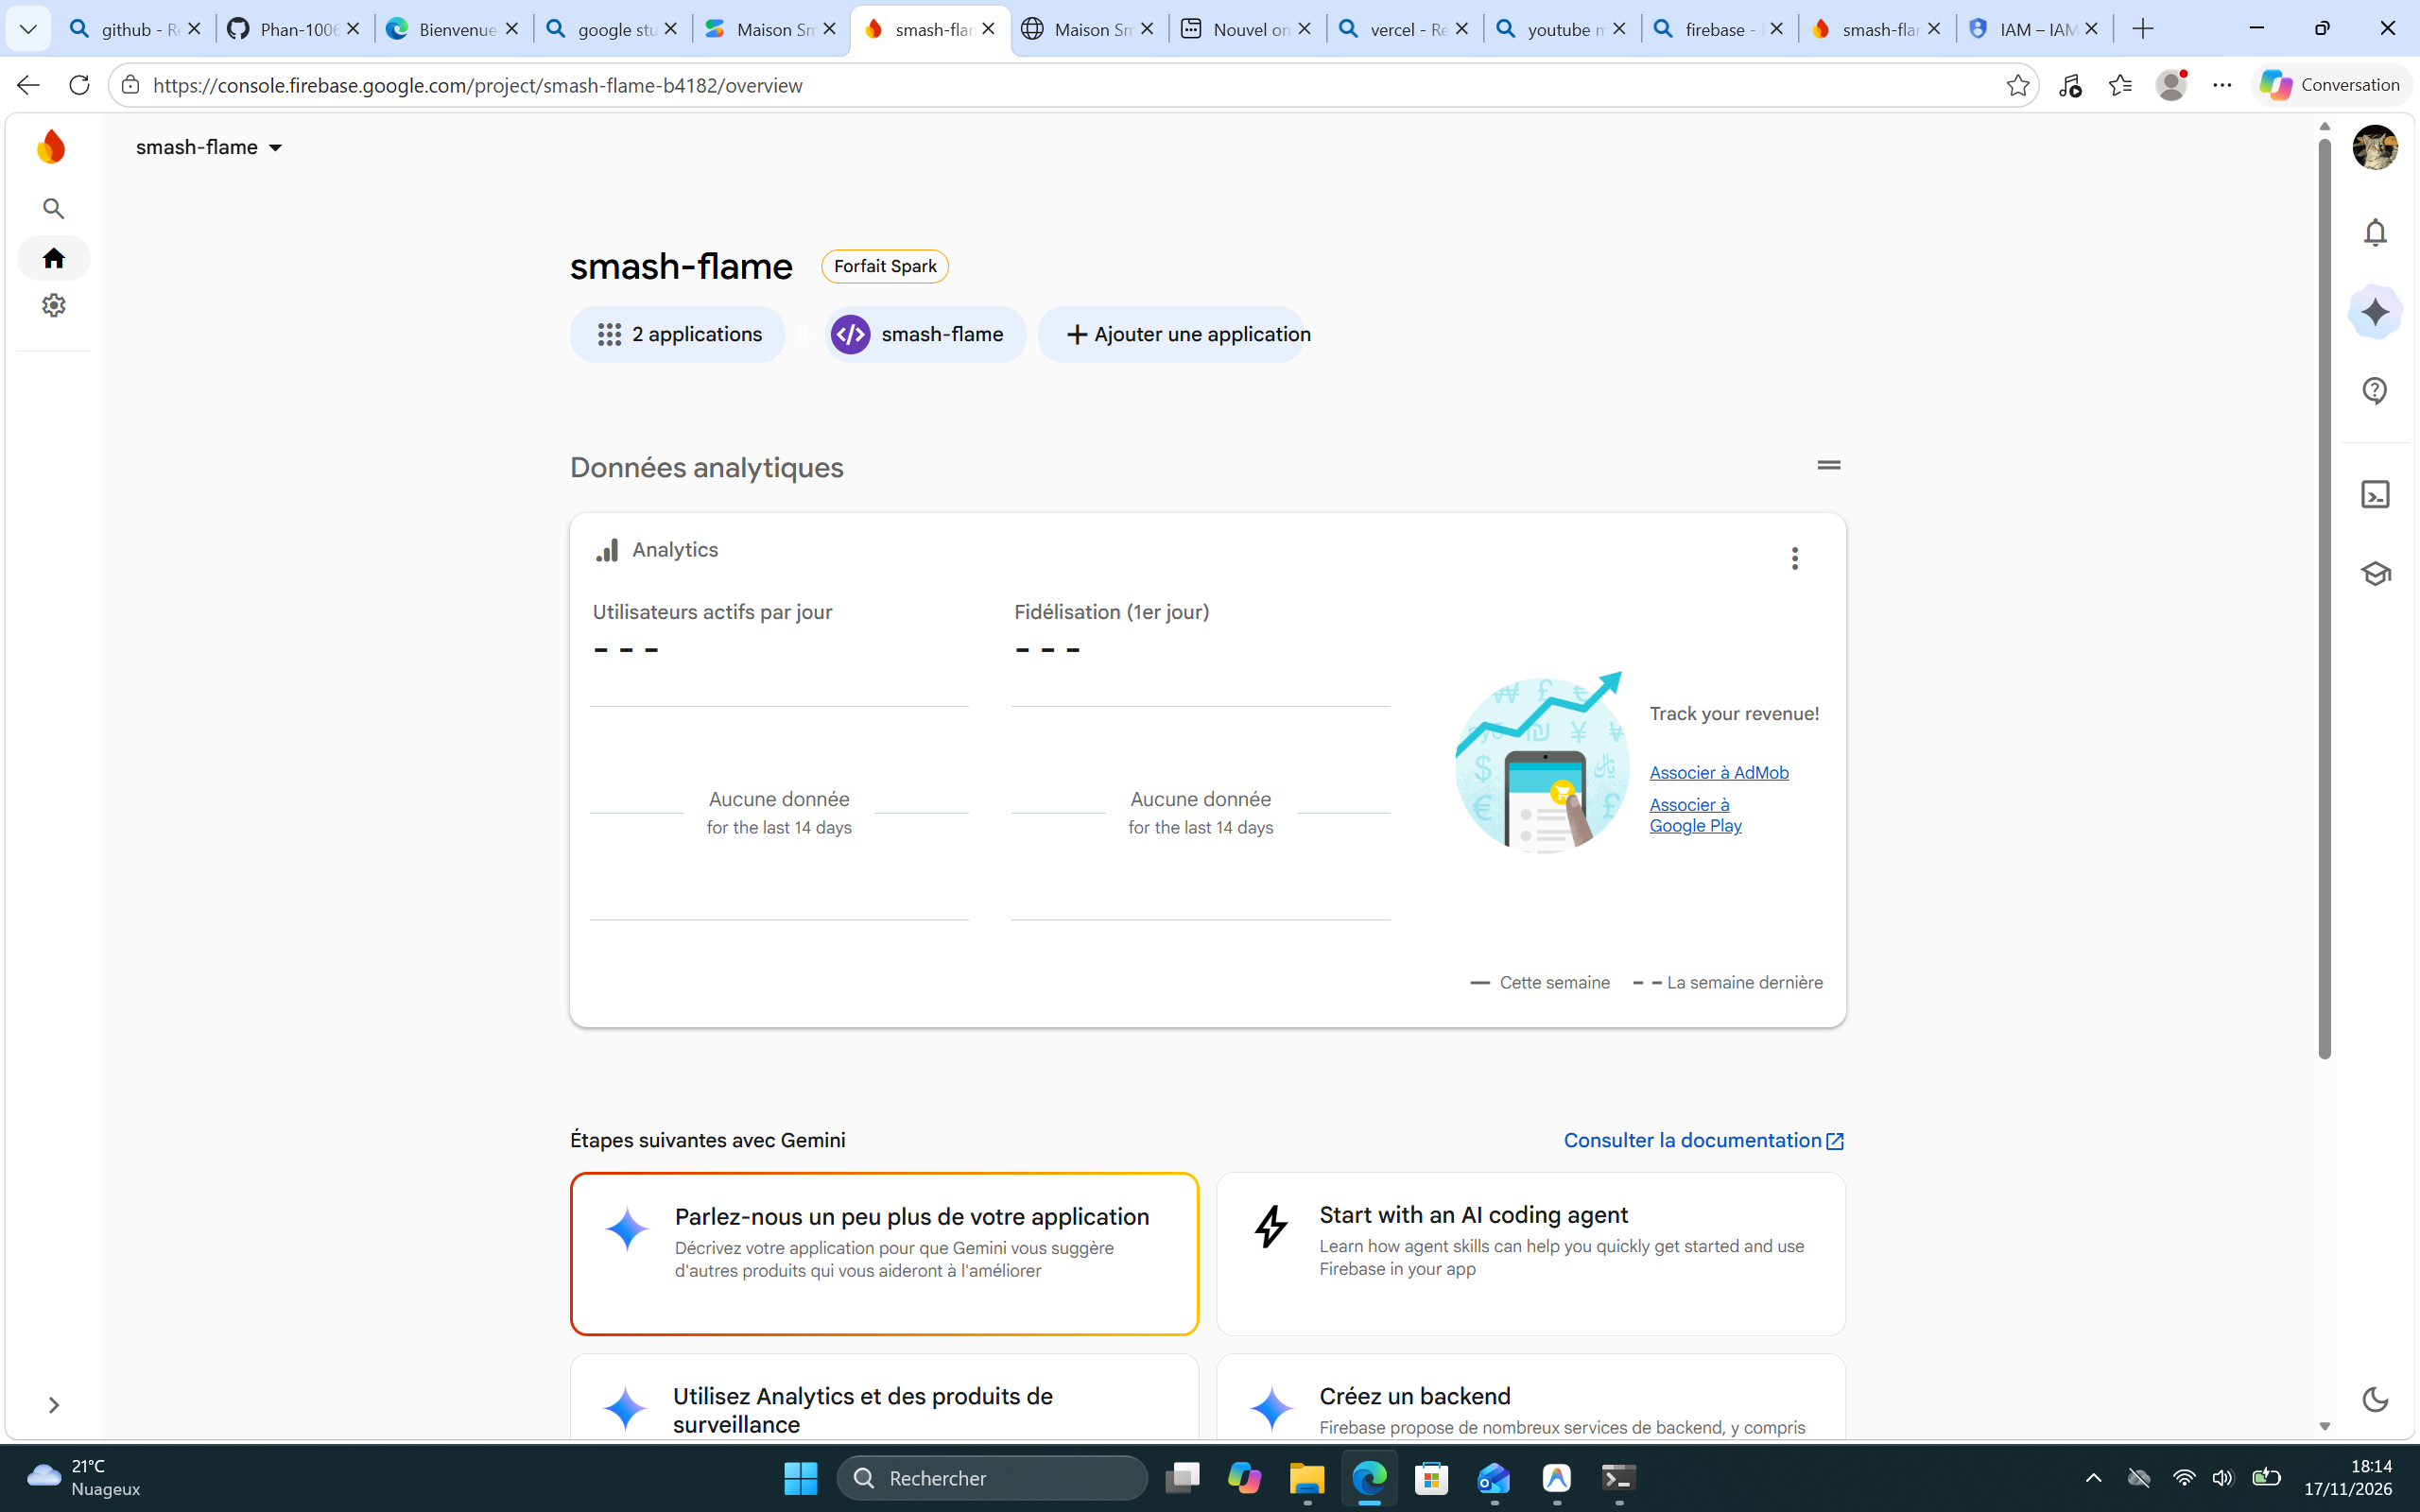 github - Re
Phan-1006
Bienvenue
google stu
Maison Sm
smash-flan
Maison Sm
Nouvel on
vercel - Re
youtube m
firebase -
smash-flan
IAM – IAM
https://console.firebase.google.com/project/smash-flame-b4182/overview
Conversation
smash-flame
smash-flame
Forfait Spark
2 applications
smash-flame
Ajouter une application
Données analytiques
Analytics
Utilisateurs actifs par jour
- - -
Fidélisation (1er jour)
- - -
Aucune donnée
for the last 14 days
Aucune donnée
for the last 14 days
Track your revenue!
Associer à AdMob
Associer à
Google Play
Cette semaine
La semaine dernière
Étapes suivantes avec Gemini
Consulter la documentation
Parlez-nous un peu plus de votre application
Décrivez votre application pour que Gemini vous suggère
d'autres produits qui vous aideront à l'améliorer
Start with an AI coding agent
Learn how agent skills can help you quickly get started and use
Firebase in your app
Utilisez Analytics et des produits de
surveillance
Créez un backend
Firebase propose de nombreux services de backend, y compris
21°C
Nuageux
Rechercher
18:14
17/11/2026